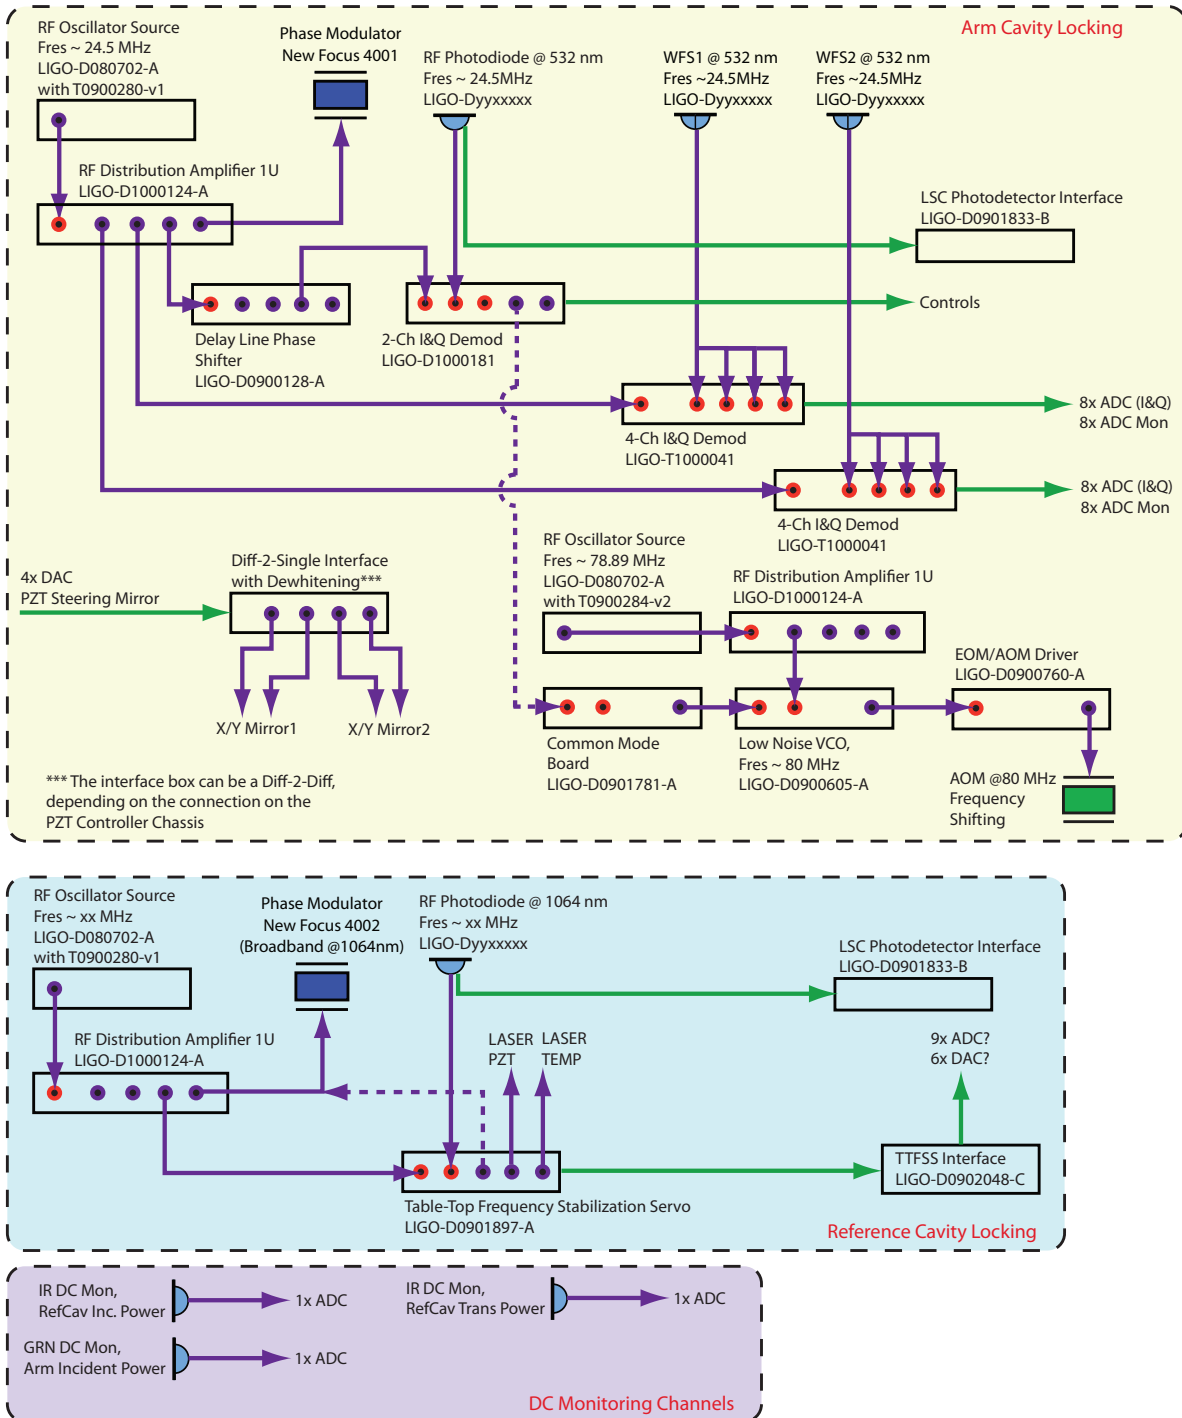 Arm Cavity Locking
RF Oscillator Source
Fres ~ 24.5 MHz
LIGO-D080702-A
with T0900280-v1
Phase Modulator
New Focus 4001
RF Photodiode @ 532 nm
Fres ~ 24.5MHz
LIGO-Dyyxxxxx
WFS1 @ 532 nm
Fres ~24.5MHz
LIGO-Dyyxxxxx
WFS2 @ 532 nm
Fres ~24.5MHz
LIGO-Dyyxxxxx
RF Distribution Amplifier 1U
LIGO-D1000124-A
LSC Photodetector Interface
LIGO-D0901833-B
Delay Line Phase
Shifter
LIGO-D0900128-A
2-Ch I&Q Demod
LIGO-D1000181
Controls
4-Ch I&Q Demod
LIGO-T1000041
8x ADC (I&Q)
8x ADC Mon
4-Ch I&Q Demod
LIGO-T1000041
8x ADC (I&Q)
8x ADC Mon
4x DAC
PZT Steering Mirror
Diff-2-Single Interface
with Dewhitening***
X/Y Mirror1
X/Y Mirror2
RF Oscillator Source
Fres ~ 78.89 MHz
LIGO-D080702-A
with T0900284-v2
RF Distribution Amplifier 1U
LIGO-D1000124-A
EOM/AOM Driver
LIGO-D0900760-A
Common Mode
Board
LIGO-D0901781-A
Low Noise VCO,
Fres ~ 80 MHz
LIGO-D0900605-A
AOM @80 MHz
Frequency
Shifting
*** The interface box can be a Diff-2-Diff,
depending on the connection on the
PZT Controller Chassis
RF Oscillator Source
Fres ~ xx MHz
LIGO-D080702-A
with T0900280-v1
Phase Modulator
New Focus 4002
(Broadband @1064nm)
RF Photodiode @ 1064 nm
Fres ~ xx MHz
LIGO-Dyyxxxxx
LSC Photodetector Interface
LIGO-D0901833-B
RF Distribution Amplifier 1U
LIGO-D1000124-A
LASER
PZT
LASER
TEMP
9x ADC?
6x DAC?
TTFSS Interface
LIGO-D0902048-C
Table-Top Frequency Stabilization Servo
LIGO-D0901897-A
Reference Cavity Locking
IR DC Mon,
RefCav Inc. Power
1x ADC
IR DC Mon,
RefCav Trans Power
1x ADC
GRN DC Mon,
Arm Incident Power
1x ADC
DC Monitoring Channels